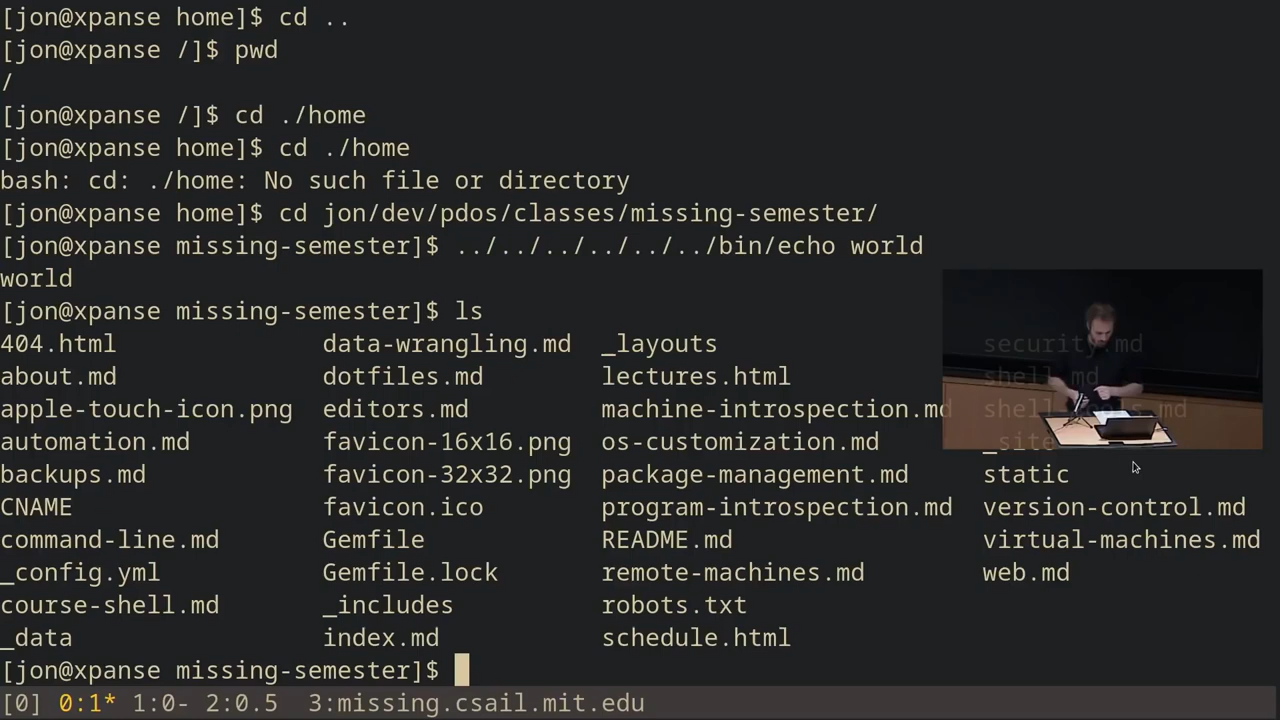 [jon@xpanse home]$ cd ..
[jon@xpanse /]$ pwd
/
[jon@xpanse /]$ cd ./home
[jon@xpanse home]$ cd ./home
bash: cd: ./home: No such file or directory
[jon@xpanse home]$ cd jon/dev/pdos/classes/missing-semester/
[jon@xpanse missing-semester]$ ../../../../../../bin/echo world
world
[jon@xpanse missing-semester]$ ls
404.html data-wrangling.md _layouts security.md
about.md dotfiles.md lectures.html shell.md
apple-touch-icon.png editors.md machine-introspection.md
automation.md favicon-16x16.png os-customization.md _site
backups.md favicon-32x32.png package-management.md static
CNAME favicon.ico program-introspection.md version-control.md
command-line.md Gemfile README.md virtual-machines.md
_config.yml Gemfile.lock remote-machines.md web.md
course-shell.md _includes robots.txt
_data index.md schedule.html
[jon@xpanse missing-semester]$
[0] 0:1* 1:0- 2:0.5 3:missing.csail.mit.edu